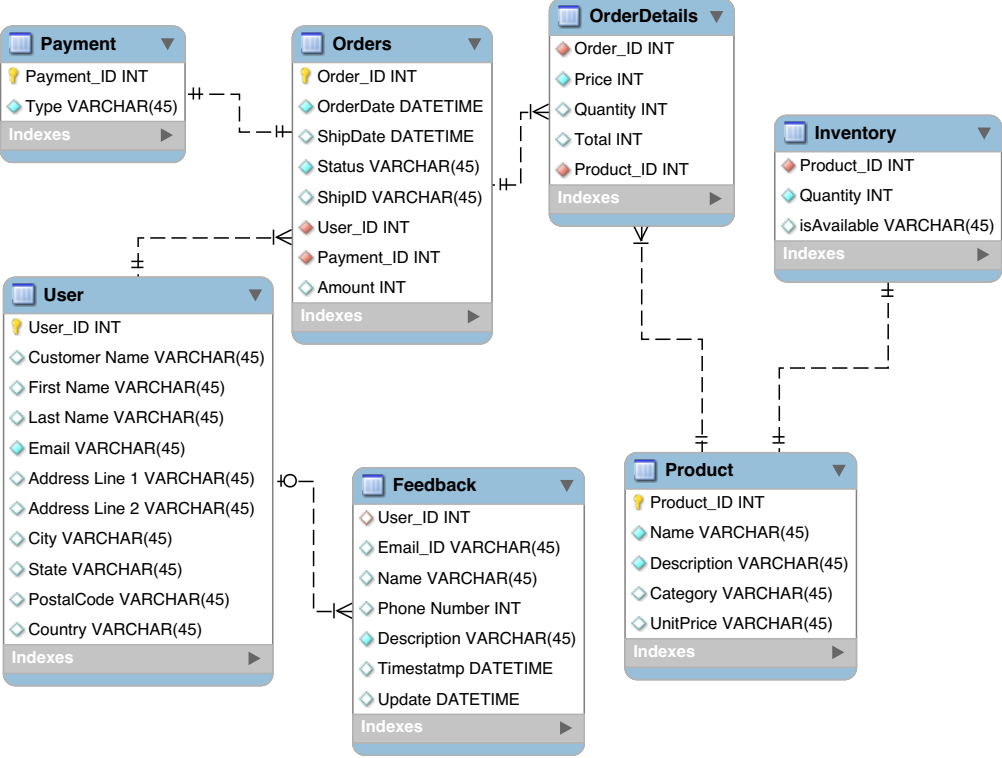 Payment
Payment_ID INT
Type VARCHAR(45)
Indexes
Orders
Order_ID INT
OrderDate DATETIME
ShipDate DATETIME
Status VARCHAR(45)
ShipID VARCHAR(45)
User_ID INT
Payment_ID INT
Amount INT
Indexes
OrderDetails
Order_ID INT
Price INT
Quantity INT
Total INT
Product_ID INT
Indexes
Inventory
Product_ID INT
Quantity INT
isAvailable VARCHAR(45)
Indexes
User
User_ID INT
Customer Name VARCHAR(45)
First Name VARCHAR(45)
Last Name VARCHAR(45)
Email VARCHAR(45)
Address Line 1 VARCHAR(45)
Address Line 2 VARCHAR(45)
City VARCHAR(45)
State VARCHAR(45)
PostalCode VARCHAR(45)
Country VARCHAR(45)
Indexes
Feedback
User_ID INT
Email_ID VARCHAR(45)
Name VARCHAR(45)
Phone Number INT
Description VARCHAR(45)
Timestatmp DATETIME
Update DATETIME
Indexes
Product
Product_ID INT
Name VARCHAR(45)
Description VARCHAR(45)
Category VARCHAR(45)
UnitPrice VARCHAR(45)
Indexes